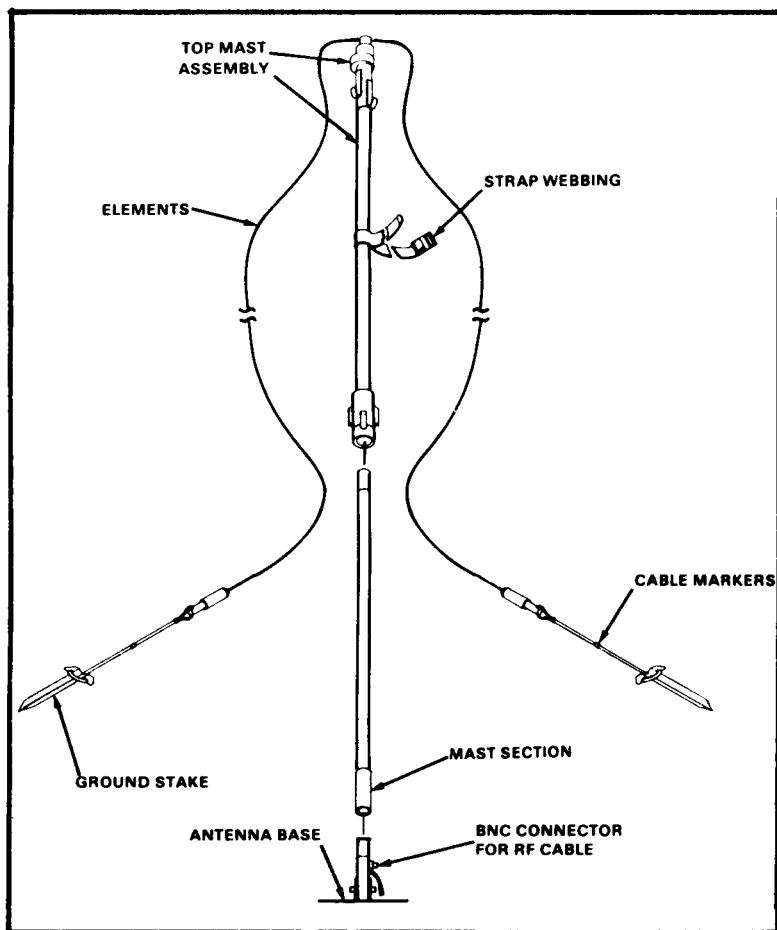 TOP MAST
ASSEMBLY
STRAP WEBBING
ELEMENTS
CABLE MARKERS
GROUND STAKE
MAST SECTION
ANTENNA BASE
BNC CONNECTOR
FOR RF CABLE